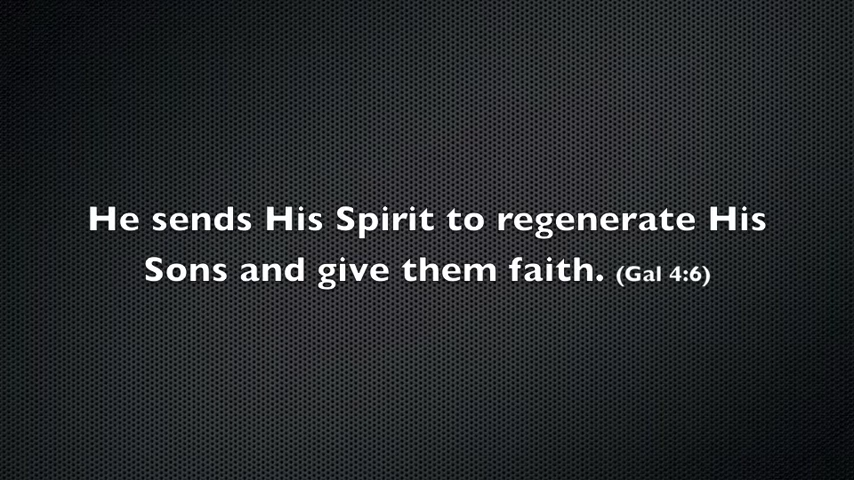 He sends His Spirit to regenerate His
Sons and give them faith. (Gal 4:6)